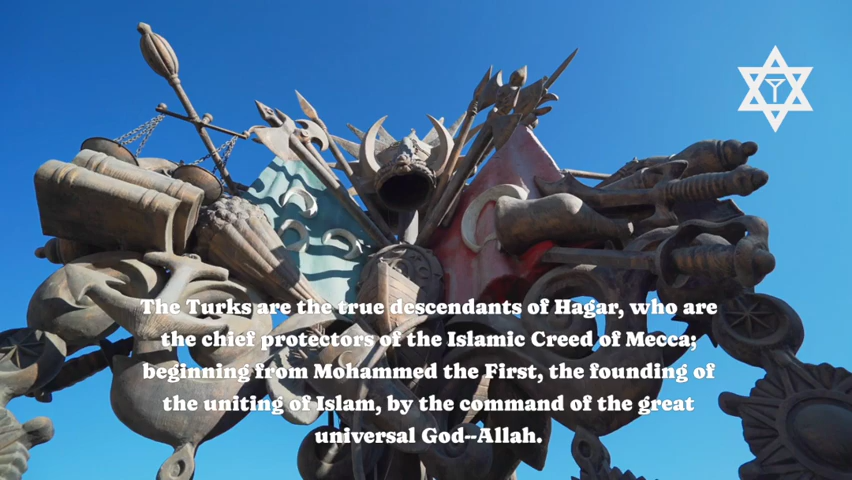 The Turks are the true descendants of Hagar, who are
the chief protectors of the Islamic Creed of Mecca;
beginning from Mohammed the First, the founding of
the uniting of Islam, by the command of the great
universal God--Allah.